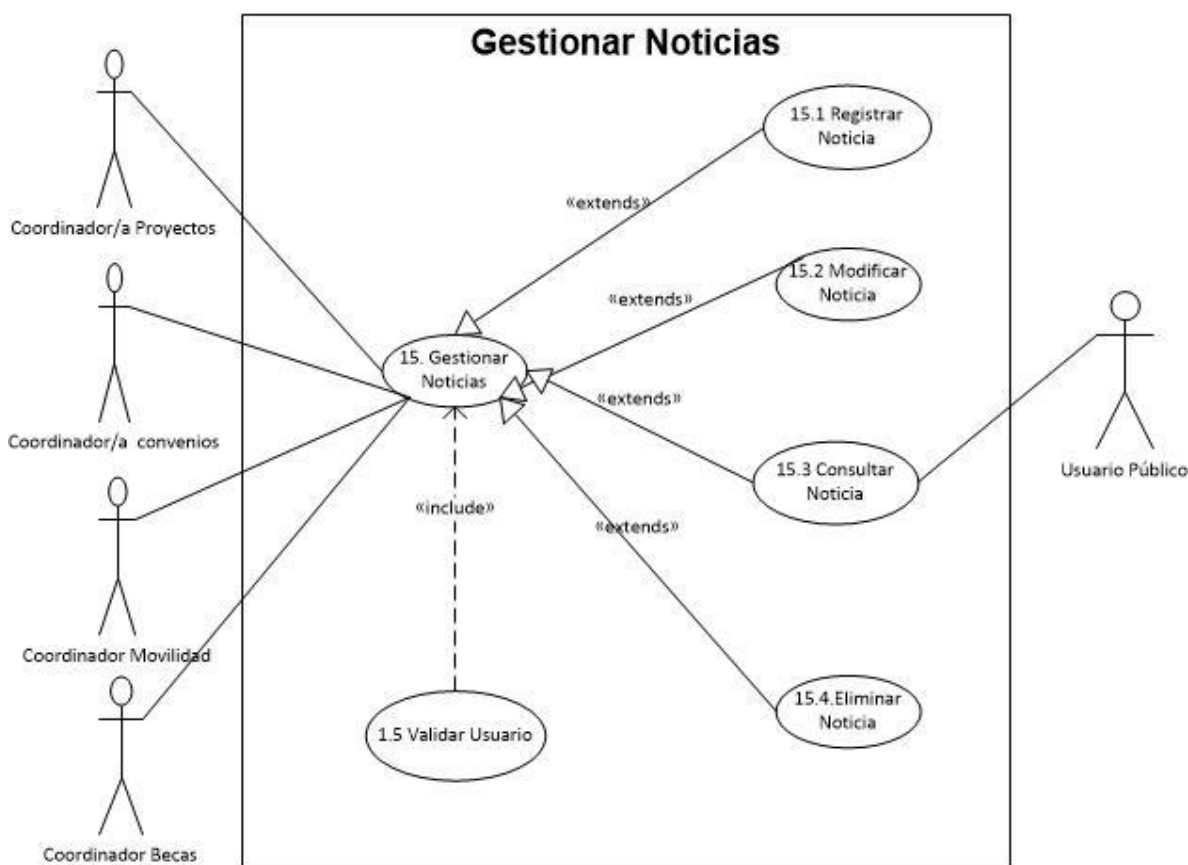 Gestionar Noticias
Coordinador/a Proyectos
Coordinador/a  convenios
Coordinador Movilidad
Coordinador Becas
15. Gestionar
Noticias
«extends»
«extends»
«extends»
«extends»
«include»
1.5 Validar Usuario
15.1 Registrar
Noticia
15.2 Modificar
Noticia
15.3 Consultar
Noticia
15.4.Eliminar
Noticia
Usuario Público